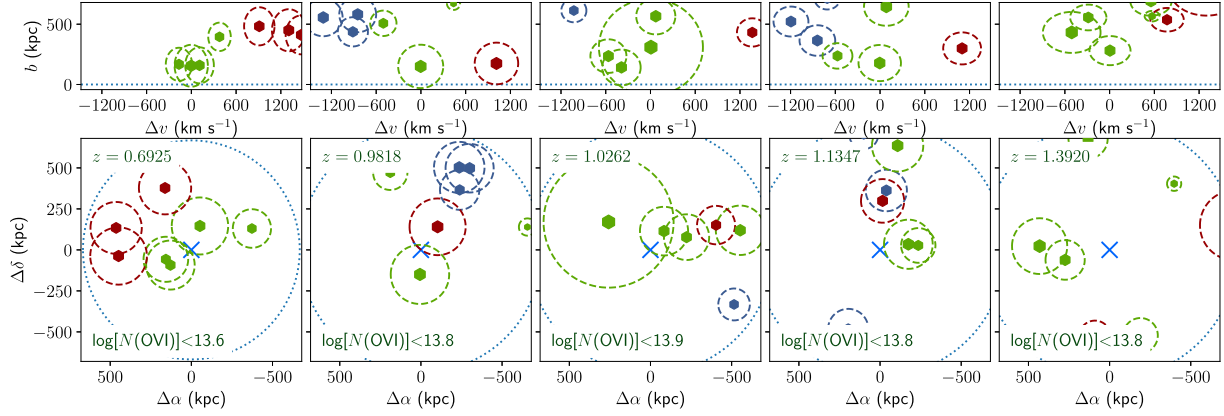 b (kpc)
500
0
−1200 −600 0 600 1200
−1200 −600 0 600 1200
−1200 −600 0 600 1200
−1200 −600 0 600 1200
−1200 −600 0 600 1200
Δv (km s⁻¹)
Δv (km s⁻¹)
Δv (km s⁻¹)
Δv (km s⁻¹)
Δv (km s⁻¹)
Δδ (kpc)
500
250
0
−250
−500
z = 0.6925
z = 0.9818
z = 1.0262
z = 1.1347
z = 1.3920
log[N(OVI)]<13.6
log[N(OVI)]<13.8
log[N(OVI)]<13.9
log[N(OVI)]<13.8
log[N(OVI)]<13.8
500 0 −500
500 0 −500
500 0 −500
500 0 −500
500 0 −500
Δα (kpc)
Δα (kpc)
Δα (kpc)
Δα (kpc)
Δα (kpc)